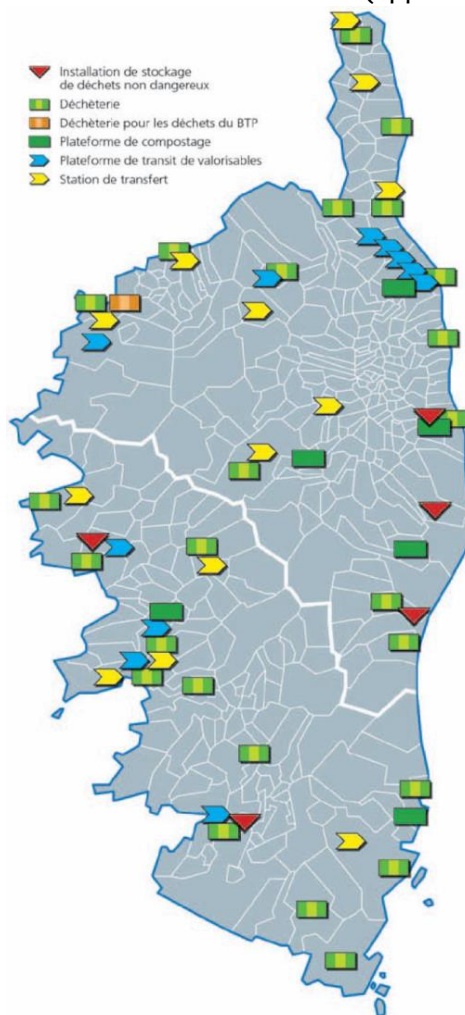 Installation de stockage
de déchets non dangereux
Déchèterie
Déchèterie pour les déchets du BTP
Plateforme de compostage
Plateforme de transit de valorisables
Station de transfert